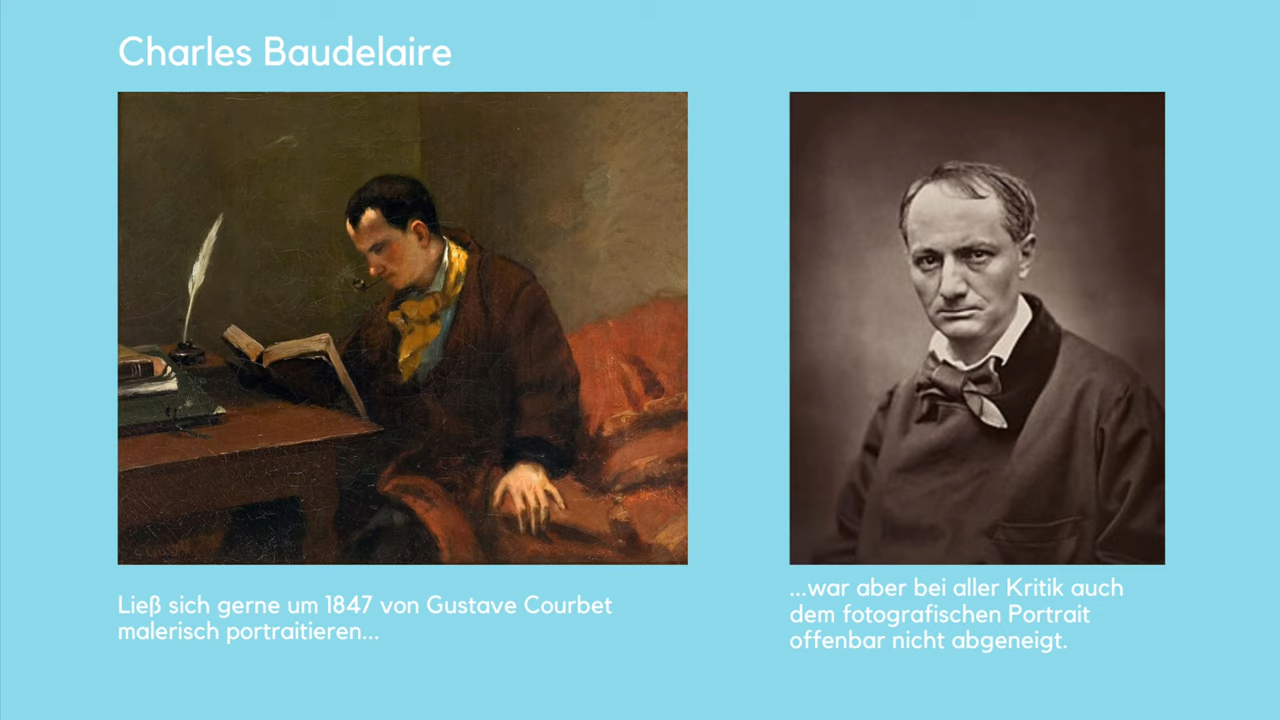 Charles Baudelaire
Ließ sich gerne um 1847 von Gustave Courbet
malerisch portraitieren...
...war aber bei aller Kritik auch
dem fotografischen Portrait
offenbar nicht abgeneigt.